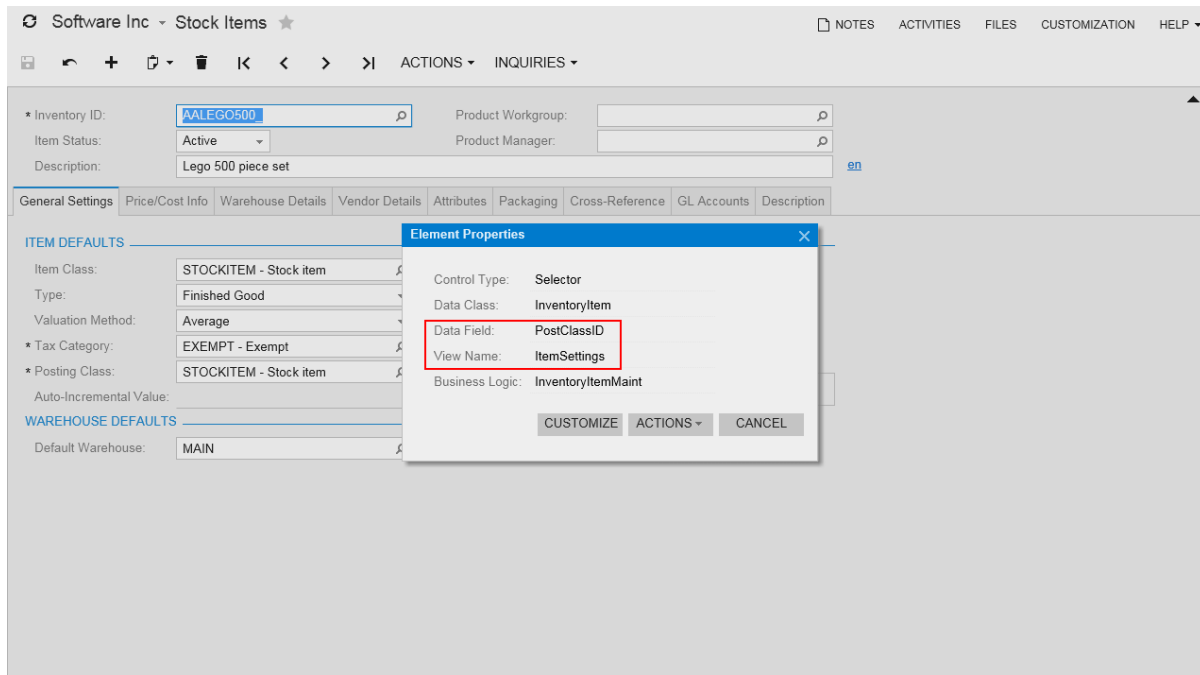 Software Inc Stock Items NOTES ACTIVITIES FILES CUSTOMIZATION HELP
ACTIONS INQUIRIES
* Inventory ID: AALEGO500_ Product Workgroup:
Item Status: Active Product Manager:
Description: Lego 500 piece set en
General Settings Price/Cost Info Warehouse Details Vendor Details Attributes Packaging Cross-Reference GL Accounts Description
ITEM DEFAULTS
Item Class: STOCKITEM - Stock item
Type: Finished Good
Valuation Method: Average
* Tax Category: EXEMPT - Exempt
* Posting Class: STOCKITEM - Stock item
Auto-Incremental Value:
WAREHOUSE DEFAULTS
Default Warehouse: MAIN
Element Properties
Control Type: Selector
Data Class: InventoryItem
Data Field: PostClassID
View Name: ItemSettings
Business Logic: InventoryItemMaint
CUSTOMIZE ACTIONS CANCEL